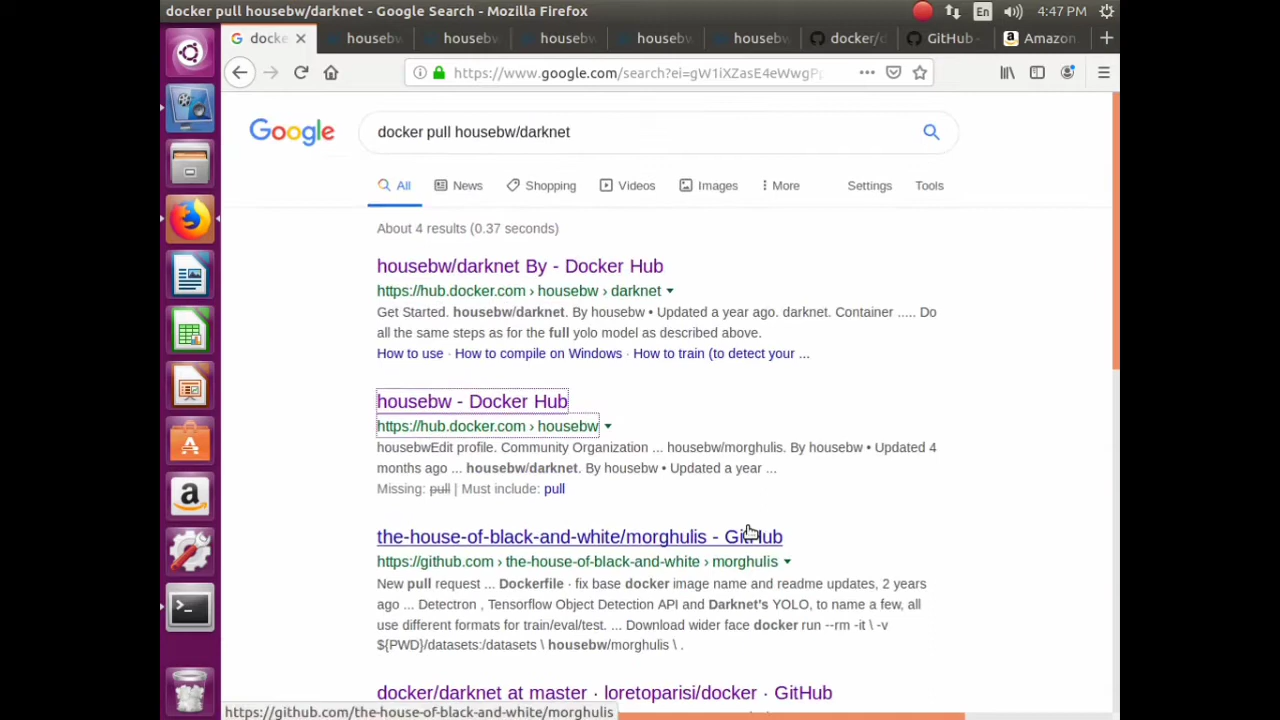 docker pull housebw/darknet - Google Search - Mozilla Firefox
En
4:47 PM
docke
housebw
housebw
housebw
housebw
housebw
docker/d
GitHub -
Amazon
https://www.google.com/search?ei=gW1iXZasE4eWwgP
Google
docker pull housebw/darknet
All
News
Shopping
Videos
Images
More
Settings
Tools
About 4 results (0.37 seconds)
housebw/darknet By - Docker Hub
https://hub.docker.com › housebw › darknet
Get Started. housebw/darknet. By housebw • Updated a year ago. darknet. Container ..... Do
all the same steps as for the full yolo model as described above.
How to use · How to compile on Windows · How to train (to detect your ...
housebw - Docker Hub
https://hub.docker.com › housebw
housebwEdit profile. Community Organization ... housebw/morghulis. By housebw • Updated 4
months ago ... housebw/darknet. By housebw • Updated a year ...
Missing: pull | Must include: pull
the-house-of-black-and-white/morghulis - GitHub
https://github.com › the-house-of-black-and-white › morghulis
New pull request ... Dockerfile · fix base docker image name and readme updates, 2 years
ago ... Detectron , Tensorflow Object Detection API and Darknet's YOLO, to name a few, all
use different formats for train/eval/test. ... Download wider face docker run --rm -it \ -v
${PWD}/datasets:/datasets \ housebw/morghulis \ .
docker/darknet at master · loretoparisi/docker · GitHub
https://github.com/the-house-of-black-and-white/morghulis